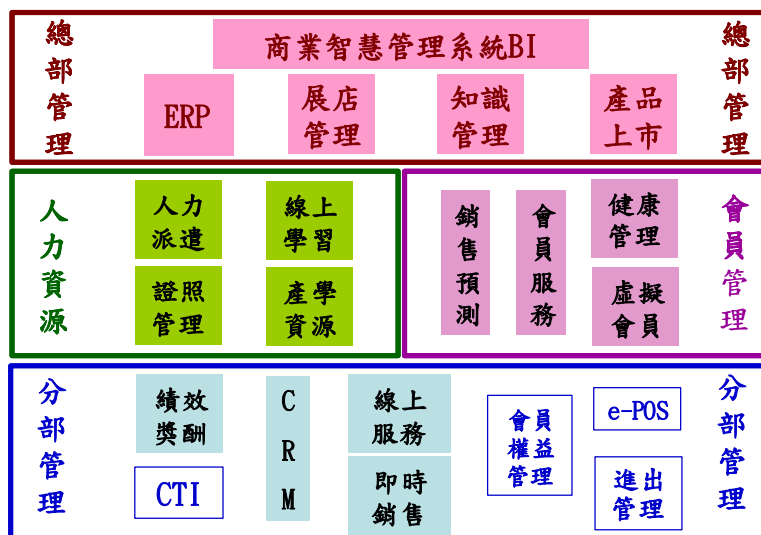 總部管理
商業智慧管理系統BI
總部管理
ERP
展店
管理
知識
管理
產品
上市
人力資源
人力
派遣
線上
學習
證照
管理
產學
資源
銷售預測
會員服務
健康
管理
虛擬
會員
會員管理
分部管理
績效
獎酬
CTI
CRM
線上
服務
即時
銷售
會員
權益
管理
e-POS
進出
管理
分部管理